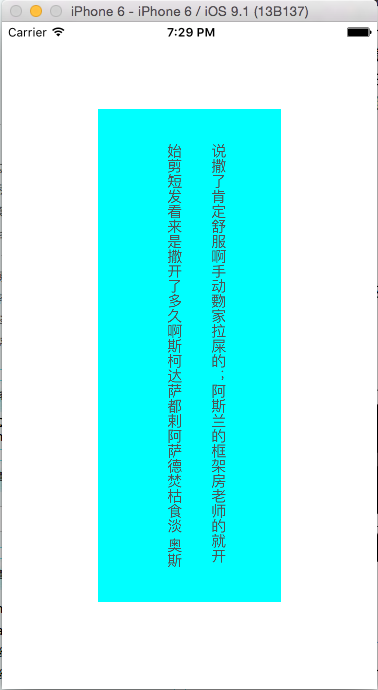 iPhone 6 - iPhone 6 / iOS 9.1 (13B137)
Carrier 7:29 PM
说撒了肯定舒服啊手动覅家拉屎的；阿斯兰的框架房老师的就开
始剪短发看来是撒开了多久啊斯柯达萨都剌阿萨德焚枯食淡 奥斯